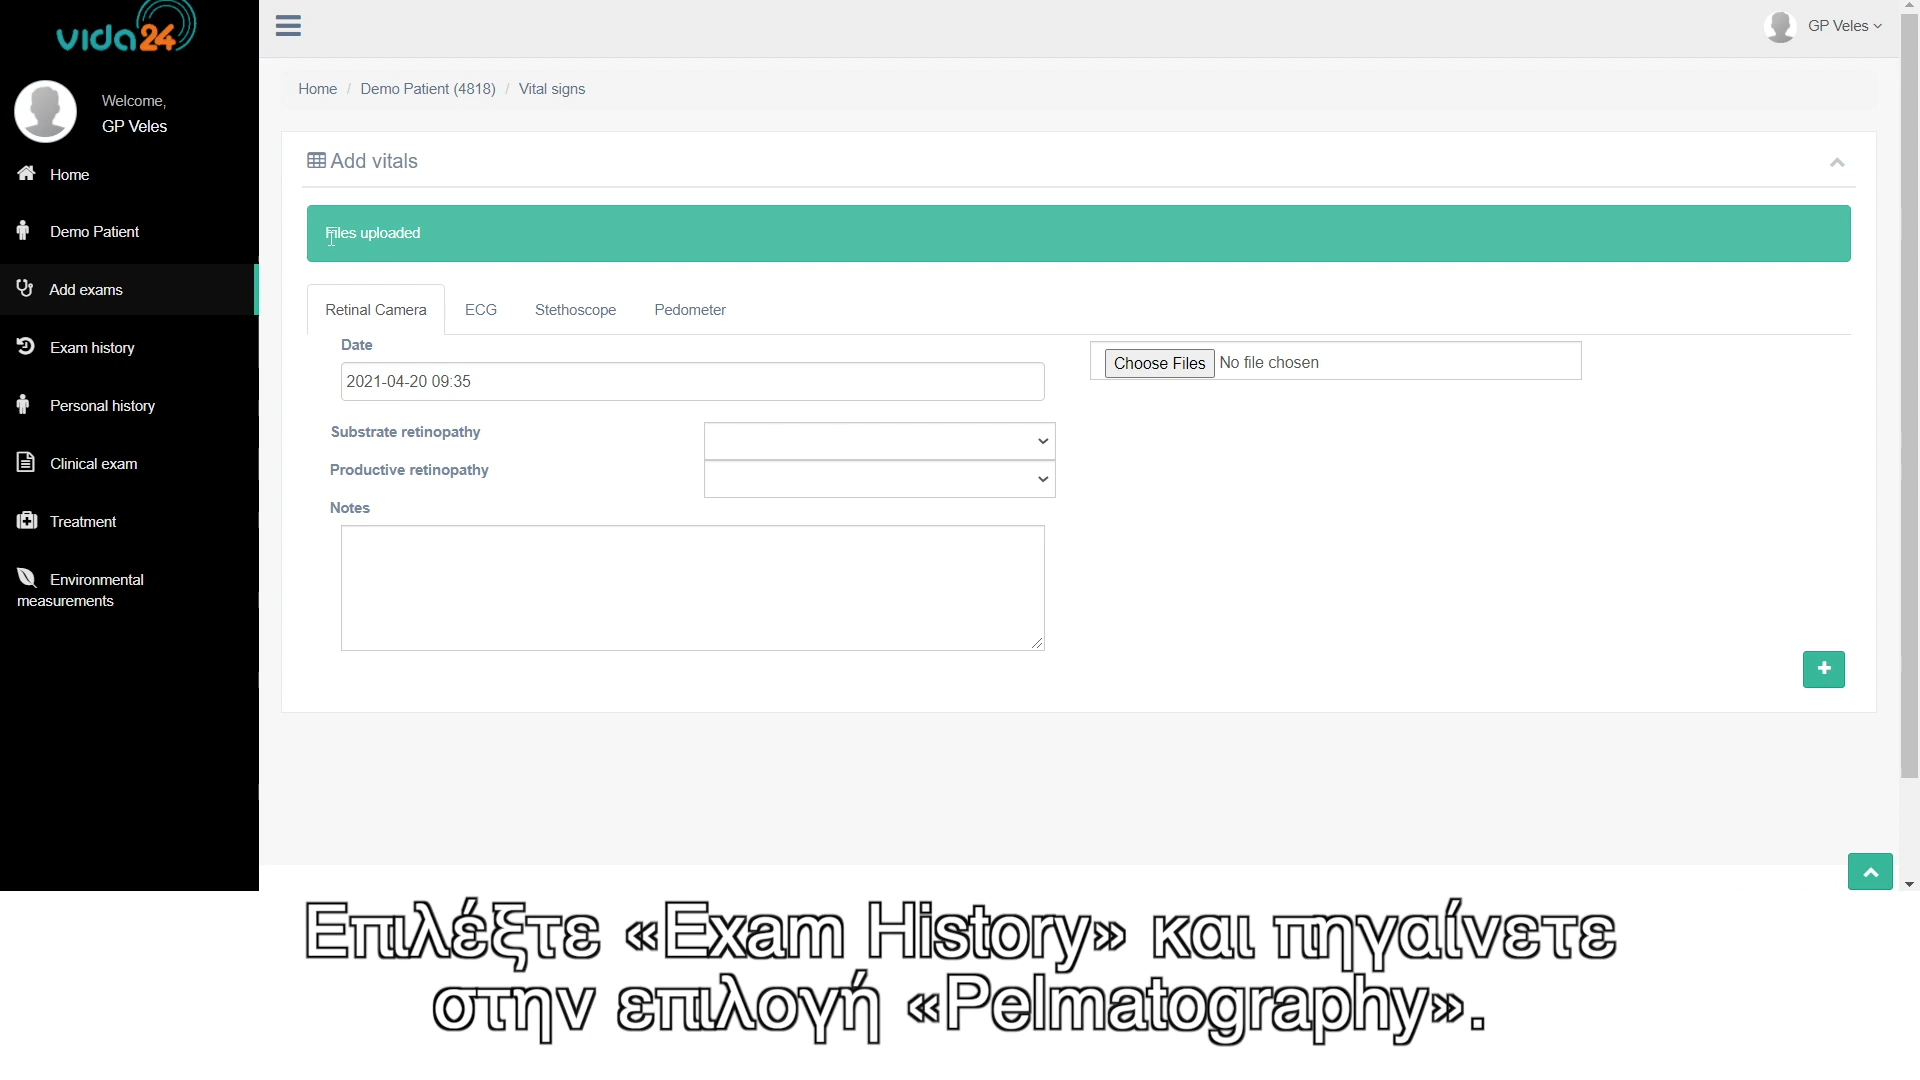 vida24
GP Veles
Home / Demo Patient (4818) / Vital signs
Welcome,
GP Veles
Home
Demo Patient
Add exams
Exam history
Personal history
Clinical exam
Treatment
Environmental
measurements
Add vitals
Files uploaded
Retinal Camera ECG Stethoscope Pedometer
Date
2021-04-20 09:35
Choose Files No file chosen
Substrate retinopathy
Productive retinopathy
Notes
Επιλέξτε «Exam History» και πηγαίνετε
στην επιλογή «Pelmatography».